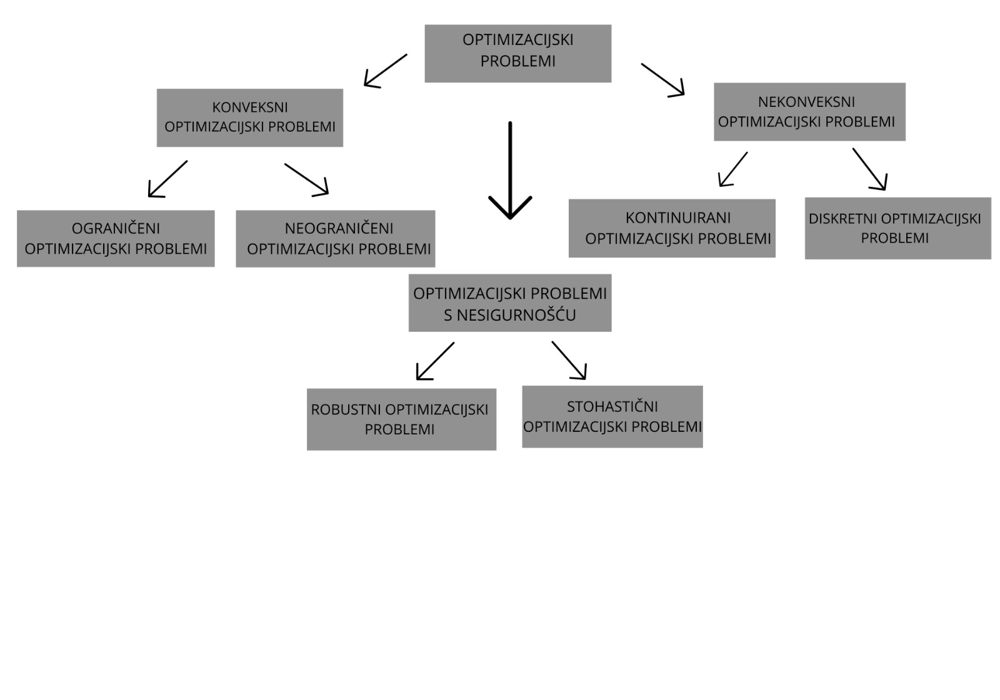 OPTIMIZACIJSKI
PROBLEMI
KONVEKSNI
OPTIMIZACIJSKI PROBLEMI
NEKONVEKSNI
OPTIMIZACIJSKI PROBLEMI
OGRANIČENI
OPTIMIZACIJSKI PROBLEMI
NEOGRANIČENI
OPTIMIZACIJSKI PROBLEMI
KONTINUIRANI
OPTIMIZACIJSKI PROBLEMI
DISKRETNI OPTIMIZACIJSKI
PROBLEMI
OPTIMIZACIJSKI PROBLEMI
S NESIGURNOŠĆU
ROBUSTNI OPTIMIZACIJSKI
PROBLEMI
STOHASTIČNI
OPTIMIZACIJSKI PROBLEMI